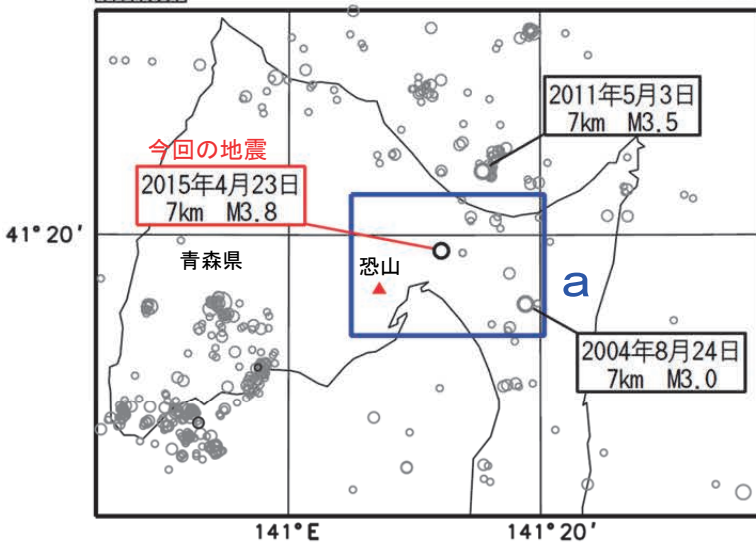 2011年5月3日
7km M3.5
今回の地震
2015年4月23日
7km M3.8
41°20′
青森県
恐山
a
2004年8月24日
7km M3.0
141°E
141°20′